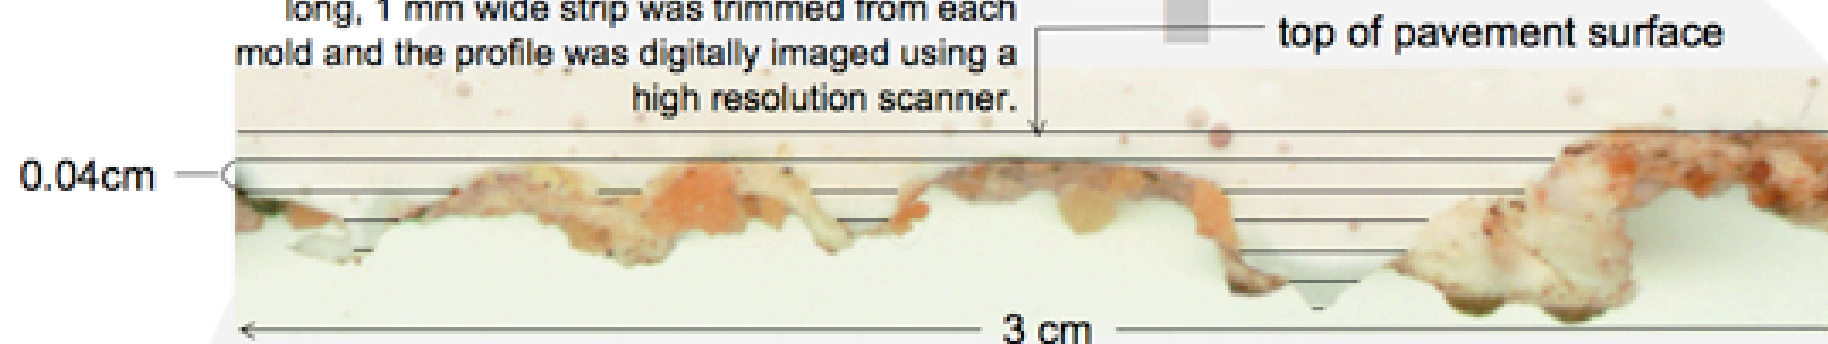 long, 1 mm wide strip was trimmed from each
mold and the profile was digitally imaged using a
high resolution scanner.
top of pavement surface
0.04cm
3 cm